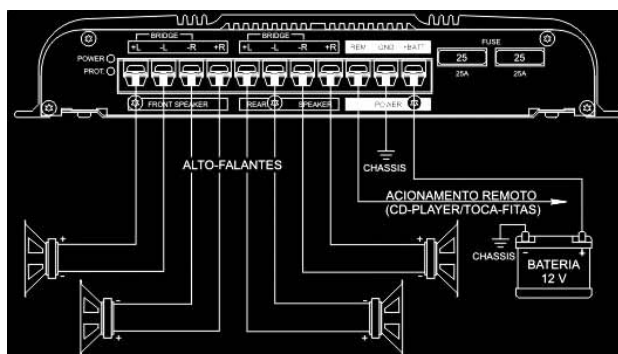 BRIDGE BRIDGE
+L -L -R +R +L -L -R +R REM GND +BATT FUSE
POWER
PROT.
25 25
25A 25A
FRONT SPEAKER REAR SPEAKER POWER
ALTO-FALANTES
CHASSIS
ACIONAMENTO REMOTO
(CD-PLAYER/TOCA-FITAS)
CHASSIS
+ - - + - + - +
- +
BATERIA
12 V